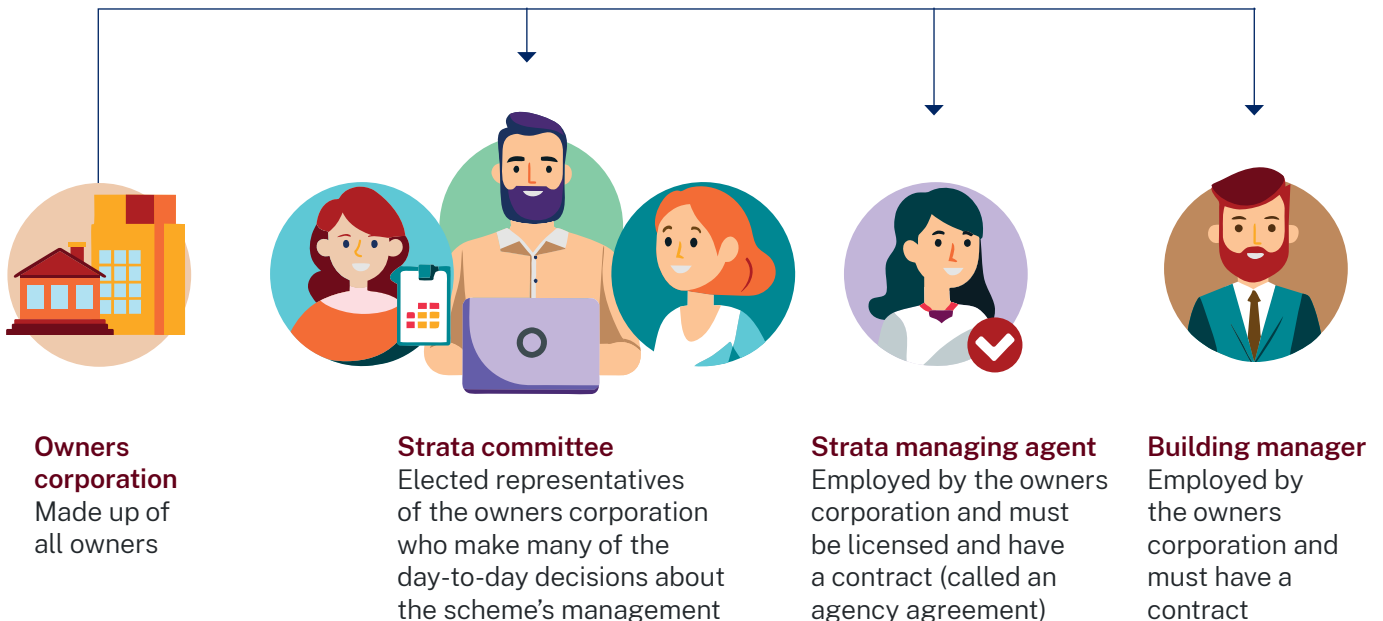 Owners
corporation
Made up of
all owners
Strata committee
Elected representatives
of the owners corporation
who make many of the
day-to-day decisions about
the scheme's management
Strata managing agent
Employed by the owners
corporation and must
be licensed and have
a contract (called an
agency agreement)
Building manager
Employed by
the owners
corporation and
must have a
contract